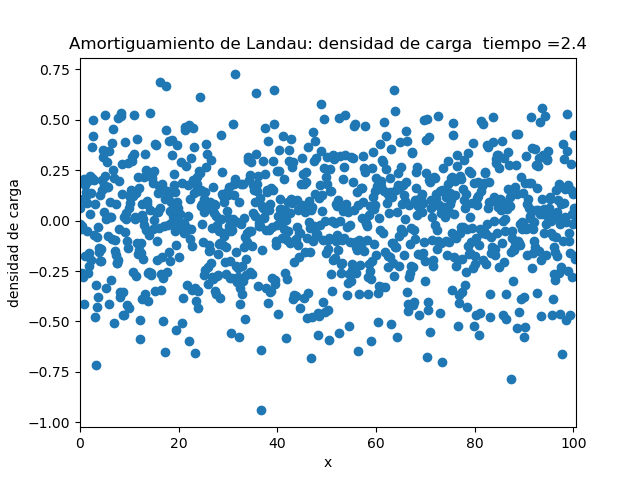 Amortiguamiento de Landau: densidad de carga  tiempo =2.4
0.75
0.50
0.25
0.00
−0.25
−0.50
−0.75
−1.00
densidad de carga
0 20 40 60 80 100
x